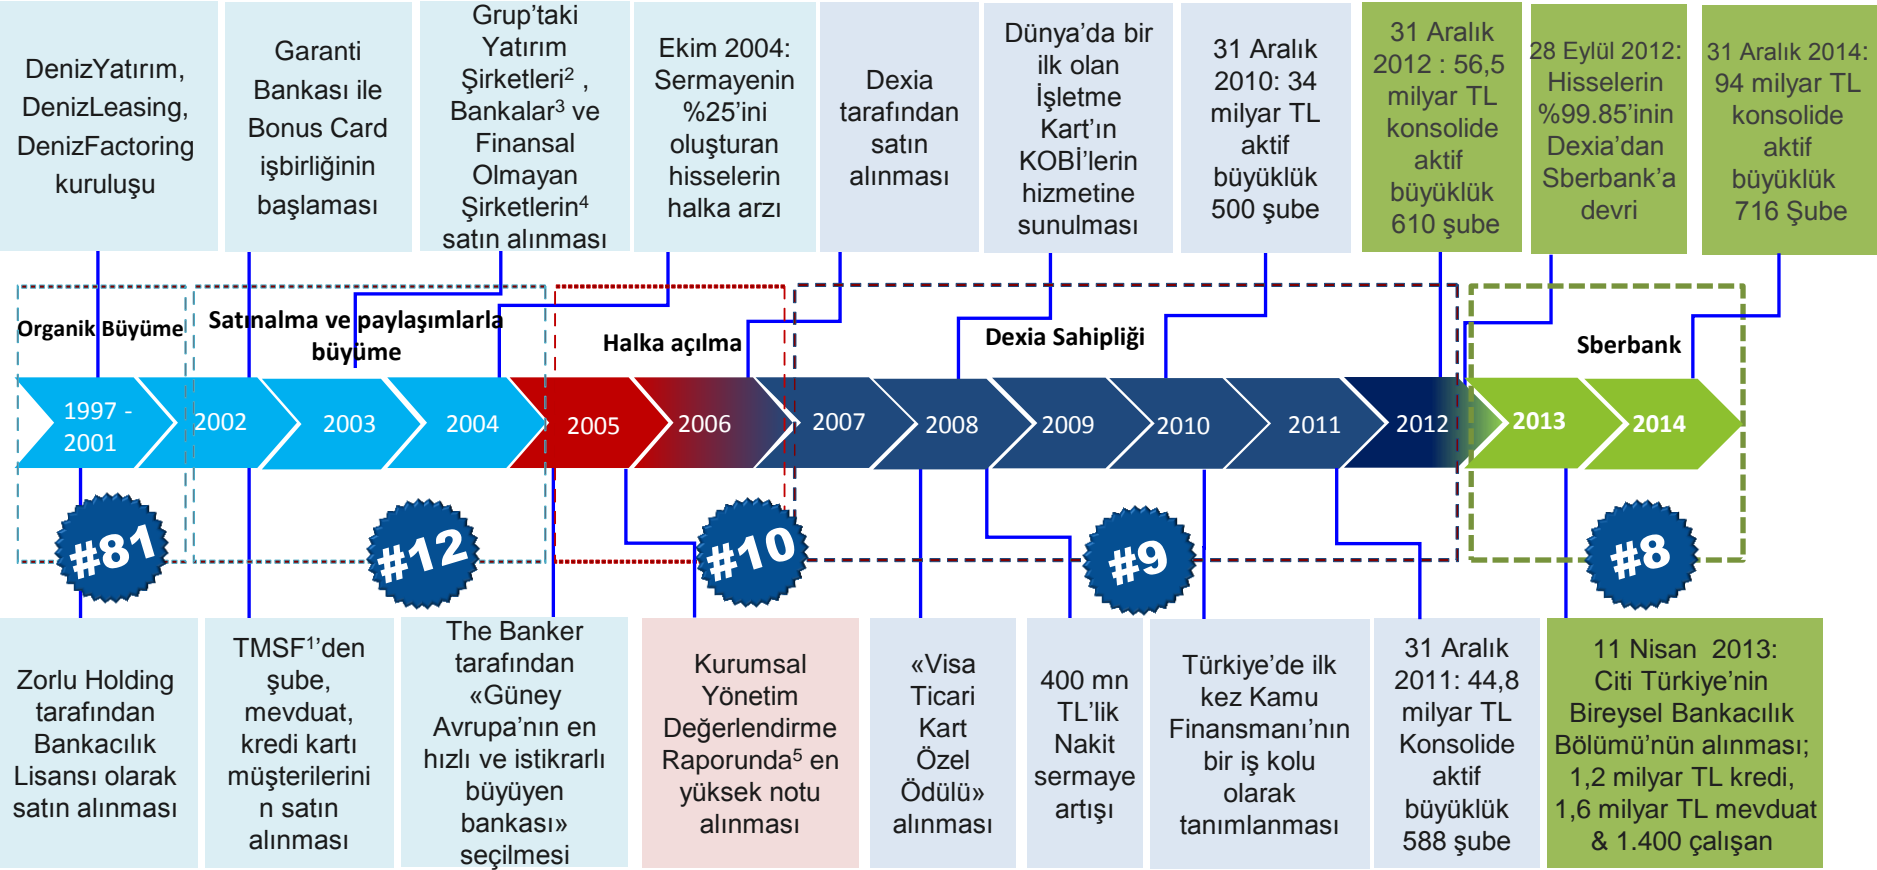 DenizYatırım,
DenizLeasing,
DenizFactoring
kuruluşu
Garanti
Bankası ile
Bonus Card
işbirliğinin
başlaması
Grup’taki
Yatırım
Şirketleri² ,
Bankalar³ ve
Finansal
Olmayan
Şirketlerin⁴
satın alınması
Ekim 2004:
Sermayenin
%25’ini
oluşturan
hisselerin
halka arzı
Dexia
tarafından
satın
alınması
Dünya’da bir
ilk olan
İşletme
Kart’ın
KOBİ’lerin
hizmetine
sunulması
31 Aralık
2010: 34
milyar TL
aktif
büyüklük
500 şube
31 Aralık
2012 : 56,5
milyar TL
konsolide
aktif
büyüklük
610 şube
28 Eylül 2012:
Hisselerin
%99.85’inin
Dexia’dan
Sberbank’a
devri
31 Aralık 2014:
94 milyar TL
konsolide
aktif
büyüklük
716 Şube
Organik Büyüme
Satınalma ve paylaşımlarla
büyüme
Halka açılma
Dexia Sahipliği
Sberbank
1997 -
2001
2002
2003
2004
2005
2006
2007
2008
2009
2010
2011
2012
2013
2014
#81
#12
#10
#9
#8
Zorlu Holding
tarafından
Bankacılık
Lisansı olarak
satın alınması
TMSF¹’den
şube,
mevduat,
kredi kartı
müşterilerini
n satın
alınması
The Banker
tarafından
«Güney
Avrupa’nın en
hızlı ve istikrarlı
büyüyen
bankası»
seçilmesi
Kurumsal
Yönetim
Değerlendirme
Raporunda⁵ en
yüksek notu
alınması
«Visa
Ticari
Kart
Özel
Ödülü»
alınması
400 mn
TL’lik
Nakit
sermaye
artışı
Türkiye’de ilk
kez Kamu
Finansmanı’nın
bir iş kolu
olarak
tanımlanması
31 Aralık
2011: 44,8
milyar TL
Konsolide
aktif
büyüklük
588 şube
11 Nisan 2013:
Citi Türkiye’nin
Bireysel Bankacılık
Bölümü’nün alınması;
1,2 milyar TL kredi,
1,6 milyar TL mevduat
& 1.400 çalışan